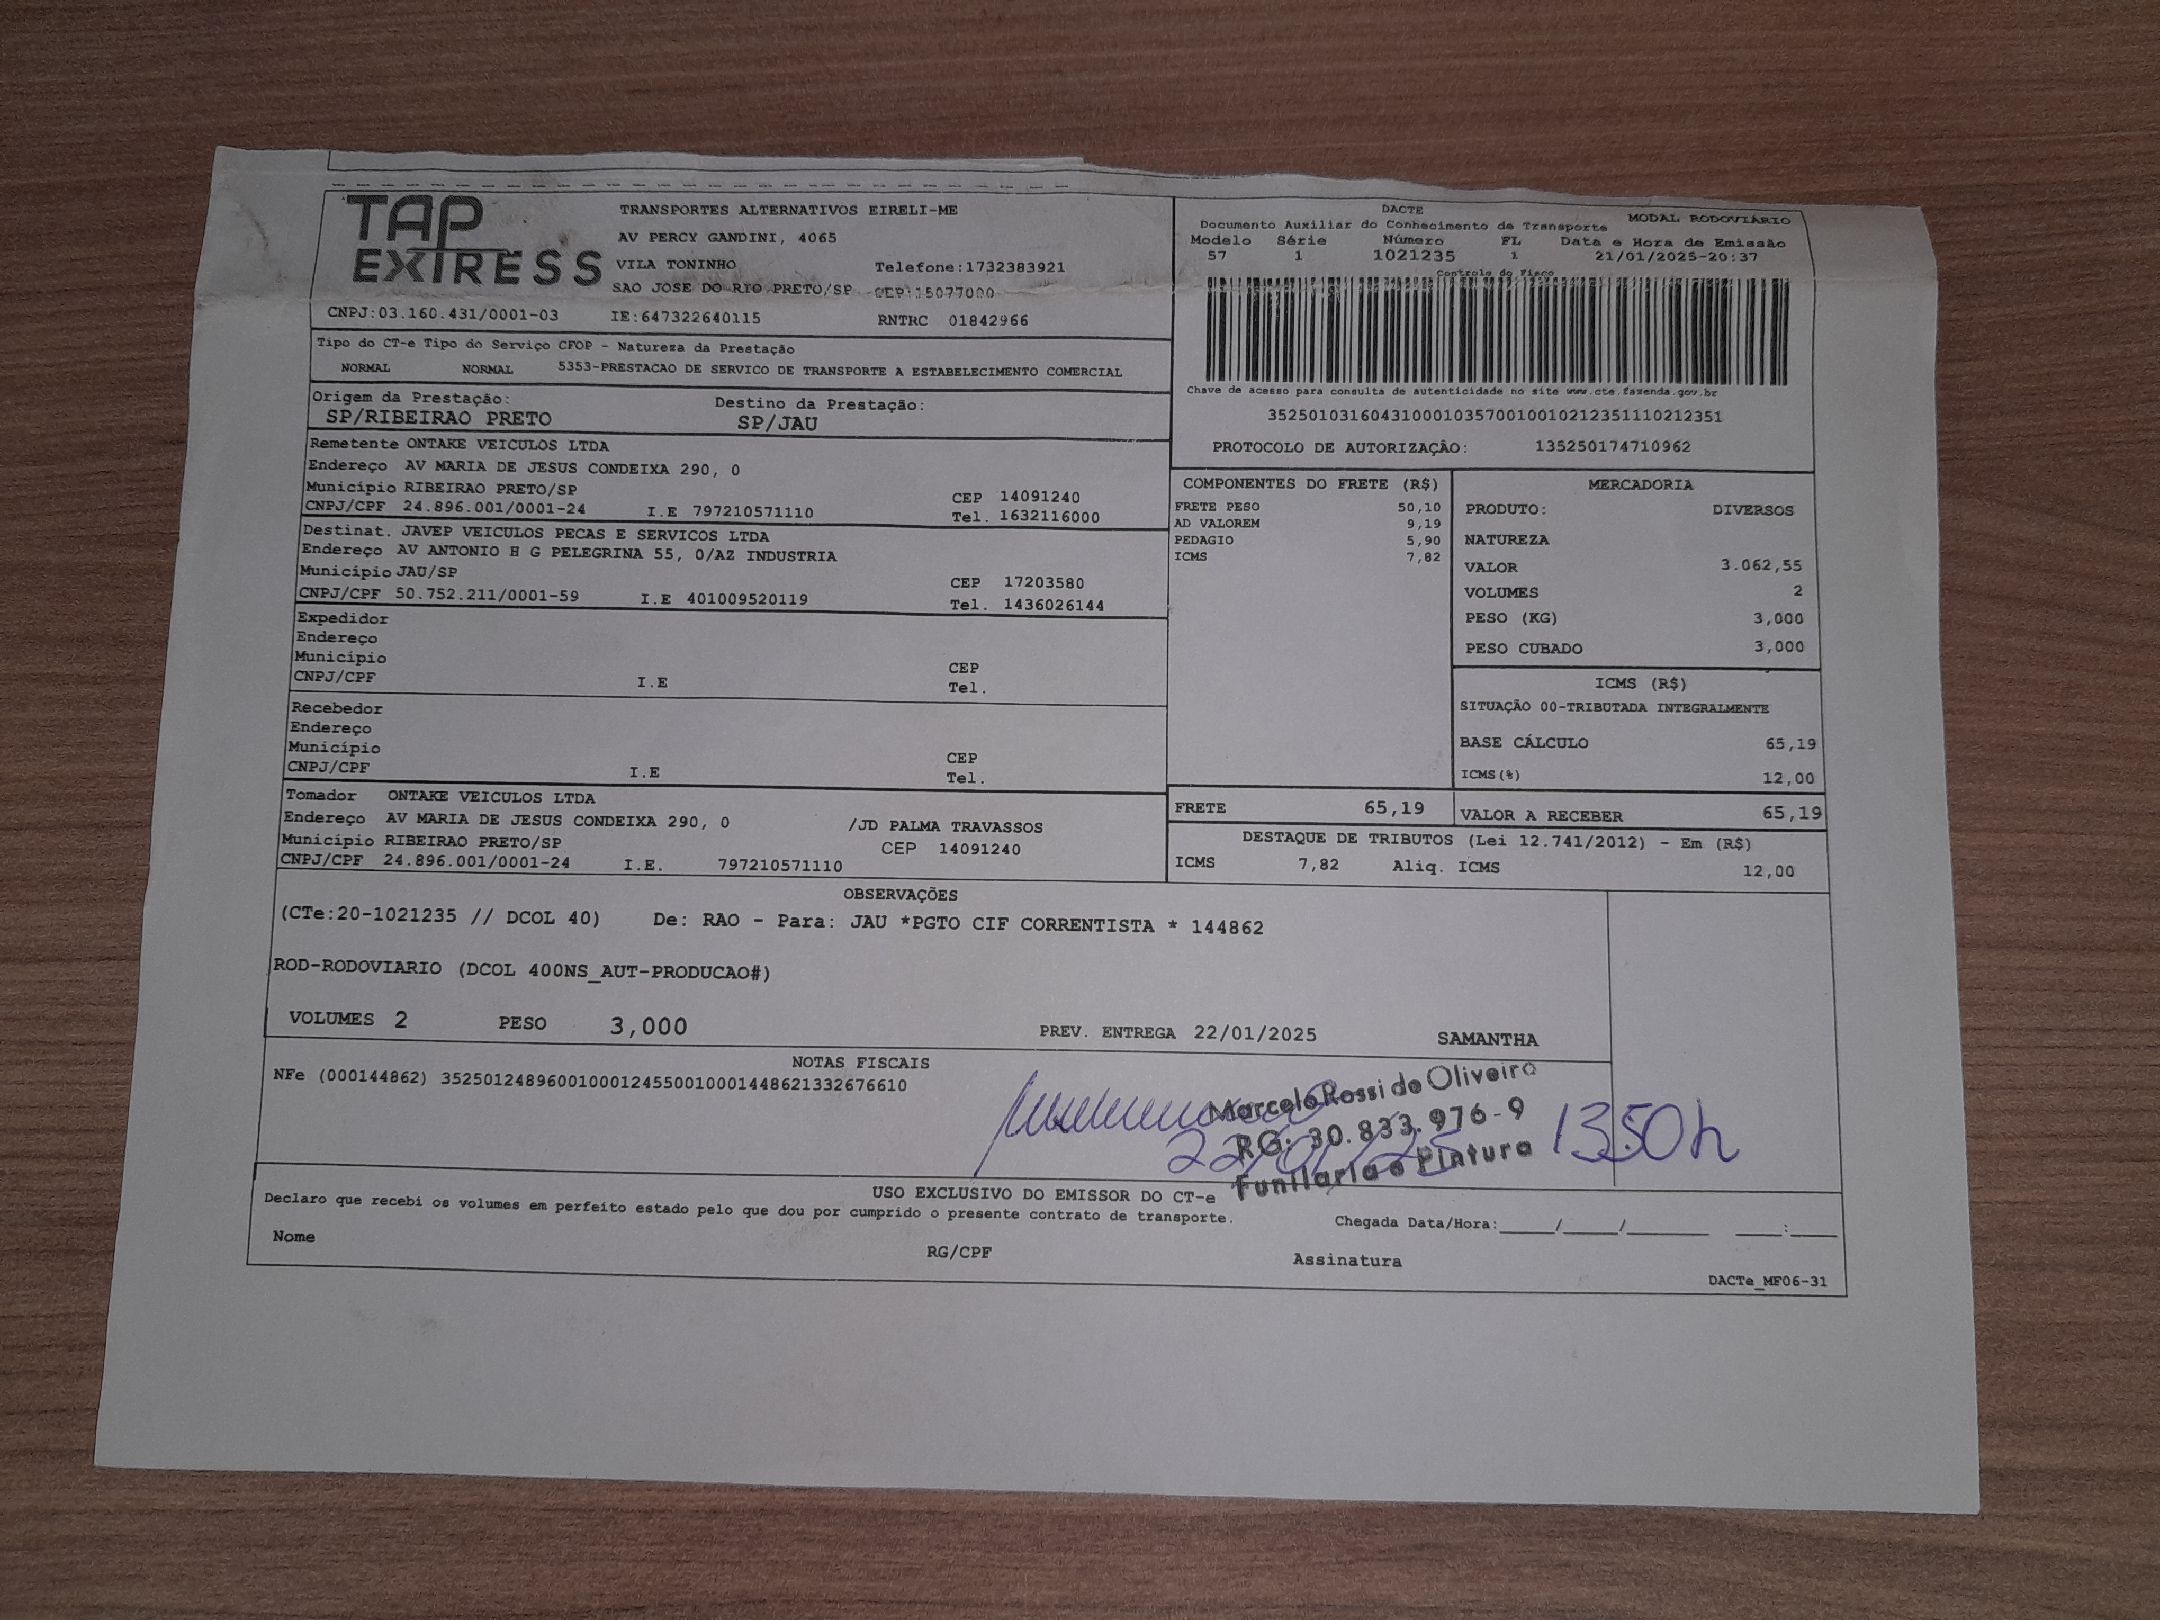 TAP EXTRESS
TRANSPORTES ALTERNATIVOS EIRELI-ME
AV PERCY GANDINI, 4065
VILA TONINHO Telefone:1732383921
SAO JOSE DO RIO PRETO/SP CEP:15077000
CNPJ:03.160.431/0001-03 IE:647322640115 RNTRC 01842966
DACTE
Documento Auxiliar do Conhecimento de Transporte MODAL RODOVIÁRIO
Modelo Série Número FL Data e Hora de Emissão
57 1 1021235 1 21/01/2025-20:37
Controle do Fisco
Chave de acesso para consulta de autenticidade no site www.cte.fazenda.gov.br
35250103160431000103570010010212351110212351
PROTOCOLO DE AUTORIZAÇÃO: 135250174710962
Tipo do CT-e Tipo do Serviço CFOP - Natureza da Prestação
NORMAL NORMAL 5353-PRESTACAO DE SERVICO DE TRANSPORTE A ESTABELECIMENTO COMERCIAL
Origem da Prestação: Destino da Prestação:
SP/RIBEIRAO PRETO SP/JAU
Remetente ONTAKE VEICULOS LTDA
Endereço AV MARIA DE JESUS CONDEIXA 290, 0
Município RIBEIRAO PRETO/SP CEP 14091240
CNPJ/CPF 24.896.001/0001-24 I.E 797210571110 Tel. 1632116000
Destinat. JAVEP VEICULOS PECAS E SERVICOS LTDA
Endereço AV ANTONIO H G PELEGRINA 55, 0/AZ INDUSTRIA
Município JAU/SP CEP 17203580
CNPJ/CPF 50.752.211/0001-59 I.E 401009520119 Tel. 1436026144
Expedidor
Endereço
Município CEP
CNPJ/CPF I.E Tel.
Recebedor
Endereço
Município CEP
CNPJ/CPF I.E Tel.
Tomador ONTAKE VEICULOS LTDA
Endereço AV MARIA DE JESUS CONDEIXA 290, 0 /JD PALMA TRAVASSOS
Município RIBEIRAO PRETO/SP CEP 14091240
CNPJ/CPF 24.896.001/0001-24 I.E. 797210571110
COMPONENTES DO FRETE (R$)
FRETE PESO 50,10
AD VALOREM 9,19
PEDAGIO 5,90
ICMS 7,82
MERCADORIA
PRODUTO: DIVERSOS
NATUREZA
VALOR 3.062,55
VOLUMES 2
PESO (KG) 3,000
PESO CUBADO 3,000
ICMS (R$)
SITUAÇÃO 00-TRIBUTADA INTEGRALMENTE
BASE CÁLCULO 65,19
ICMS(%) 12,00
FRETE 65,19 VALOR A RECEBER 65,19
DESTAQUE DE TRIBUTOS (Lei 12.741/2012) - Em (R$)
ICMS 7,82 Aliq. ICMS 12,00
OBSERVAÇÕES
(CTe:20-1021235 // DCOL 40) De: RAO - Para: JAU *PGTO CIF CORRENTISTA * 144862
ROD-RODOVIARIO (DCOL 400NS_AUT-PRODUCAO#)
VOLUMES 2 PESO 3,000 PREV. ENTREGA 22/01/2025 SAMANTHA
NOTAS FISCAIS
NFe (000144862) 35250124896001000124550010001448621332676610
Marcelo Rossi de Oliveira
RG: 30.833.976-9
Funilaria e Pintura
22/01/25 1350h
USO EXCLUSIVO DO EMISSOR DO CT-e
Declaro que recebi os volumes em perfeito estado pelo que dou por cumprido o presente contrato de transporte. Chegada Data/Hora:____/____/______ ___:___
Nome RG/CPF Assinatura
DACTe_MF06-31